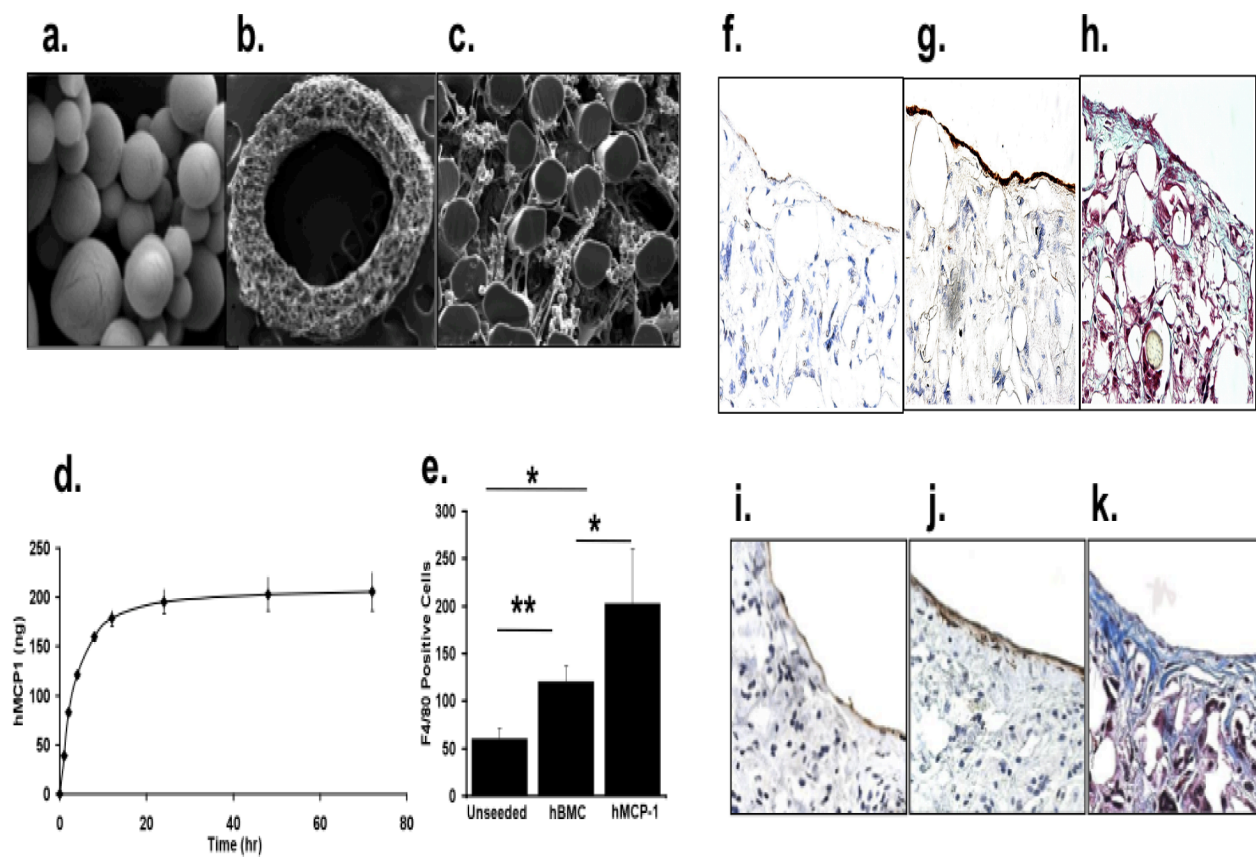 a.
b.
c.
f.
g.
h.
d.
hMCP1 (ng)
250
200
150
100
50
0
0 20 40 60 80
Time (hr)
e.
F4/80 Positive Cells
300
250
200
150
100
50
0
*
*
**
Unseeded hBMC hMCP-1
i.
j.
k.